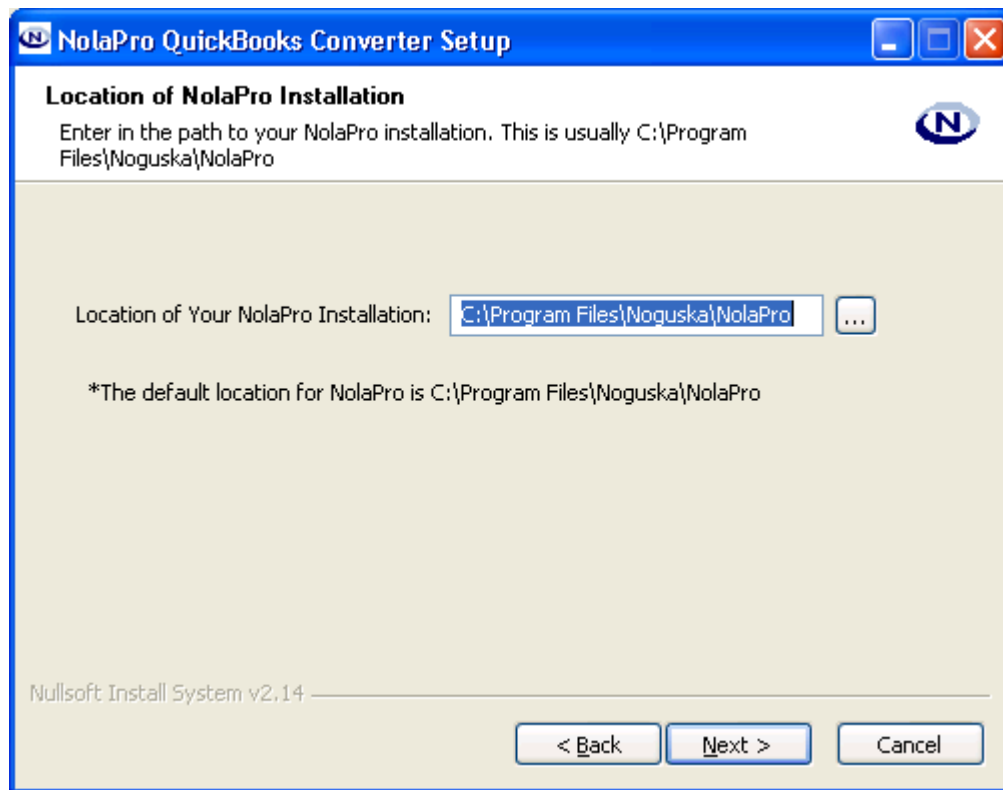 NolaPro QuickBooks Converter Setup
Location of NolaPro Installation
Enter in the path to your NolaPro installation. This is usually C:\Program
Files\Noguska\NolaPro
N
Location of Your NolaPro Installation: C:\Program Files\Noguska\NolaPro ...
*The default location for NolaPro is C:\Program Files\Noguska\NolaPro
Nullsoft Install System v2.14
< Back Next > Cancel